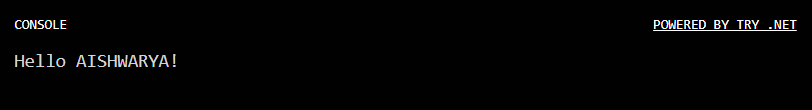 CONSOLE
POWERED BY TRY .NET
Hello AISHWARYA!